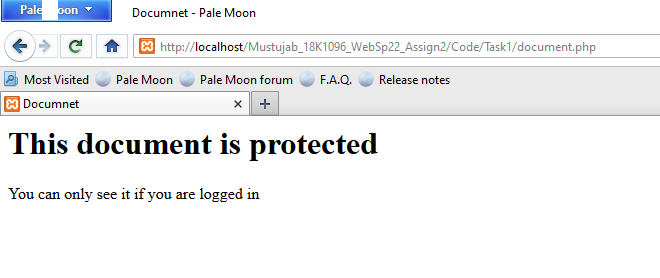 Pale Moon
Documnet - Pale Moon
http://localhost/Mustujab_18K1096_WebSp22_Assign2/Code/Task1/document.php
Most Visited Pale Moon Pale Moon forum F.A.Q. Release notes
Documnet
This document is protected
You can only see it if you are logged in